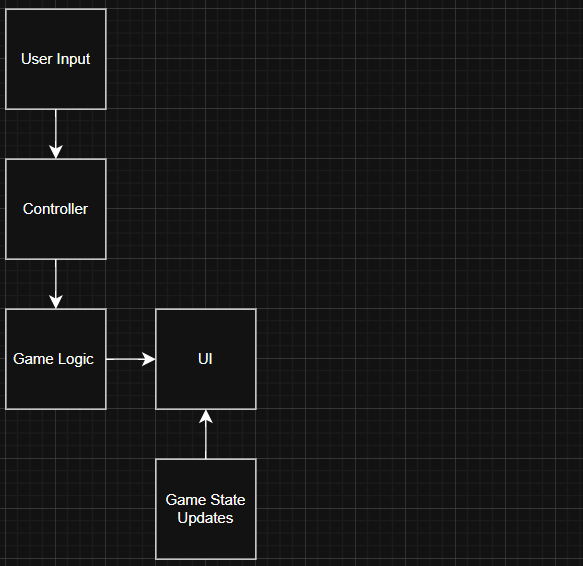 User Input
Controller
Game Logic
UI
Game State
Updates